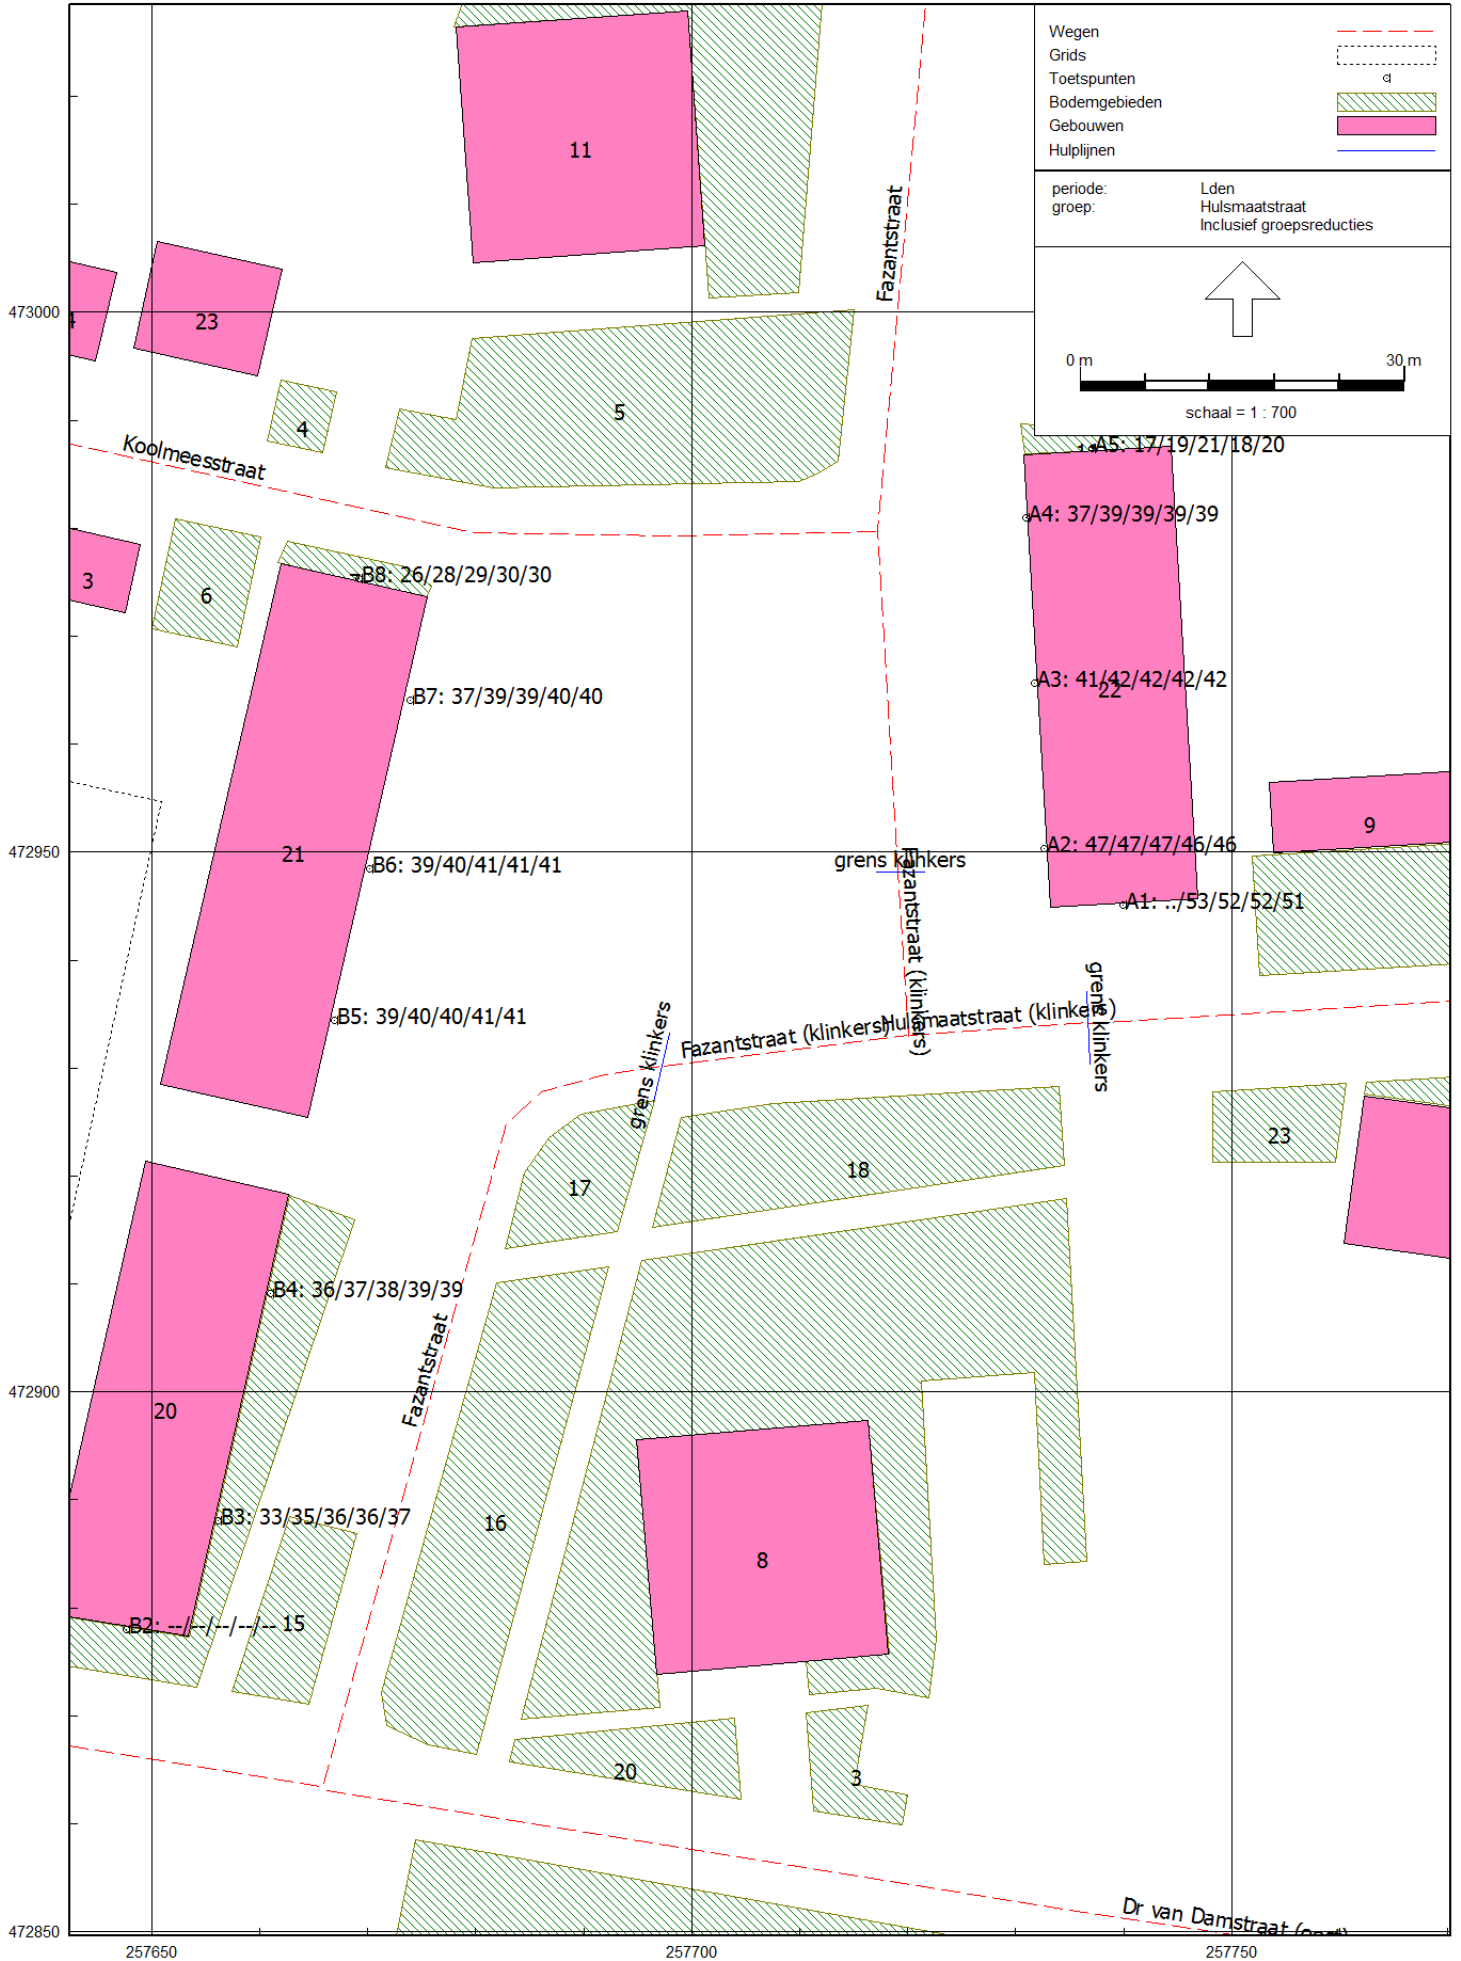 Wegen
Grids
Toetspunten
Bodemgebieden
Gebouwen
Hulplijnen
periode: Lden
groep: Hulsmaatstraat
Inclusief groepsreducties
0 m 30 m
schaal = 1 : 700
11
Fazantstraat
23
473000
5
4
Koolmeesstraat
A5: 17/19/21/18/20
A4: 37/39/39/39/39
3
6
B8: 26/28/29/30/30
B7: 37/39/39/40/40
A3: 41/42/42/42/42
22
9
472950
21
B6: 39/40/41/41/41
grens klinkers
A2: 47/47/47/46/46
A1: ../53/52/52/51
Fazantstraat (klinkers)
B5: 39/40/40/41/41
grens klinkers
Fazantstraat (klinkers)
Hulsmaatstraat (klinkers)
grens klinkers
23
18
17
B4: 36/37/38/39/39
Fazantstraat
472900
20
B3: 33/35/36/36/37
16
8
B2: --/--/--/--/-- 15
20
3
Dr van Damstraat
472850
257650 257700 257750